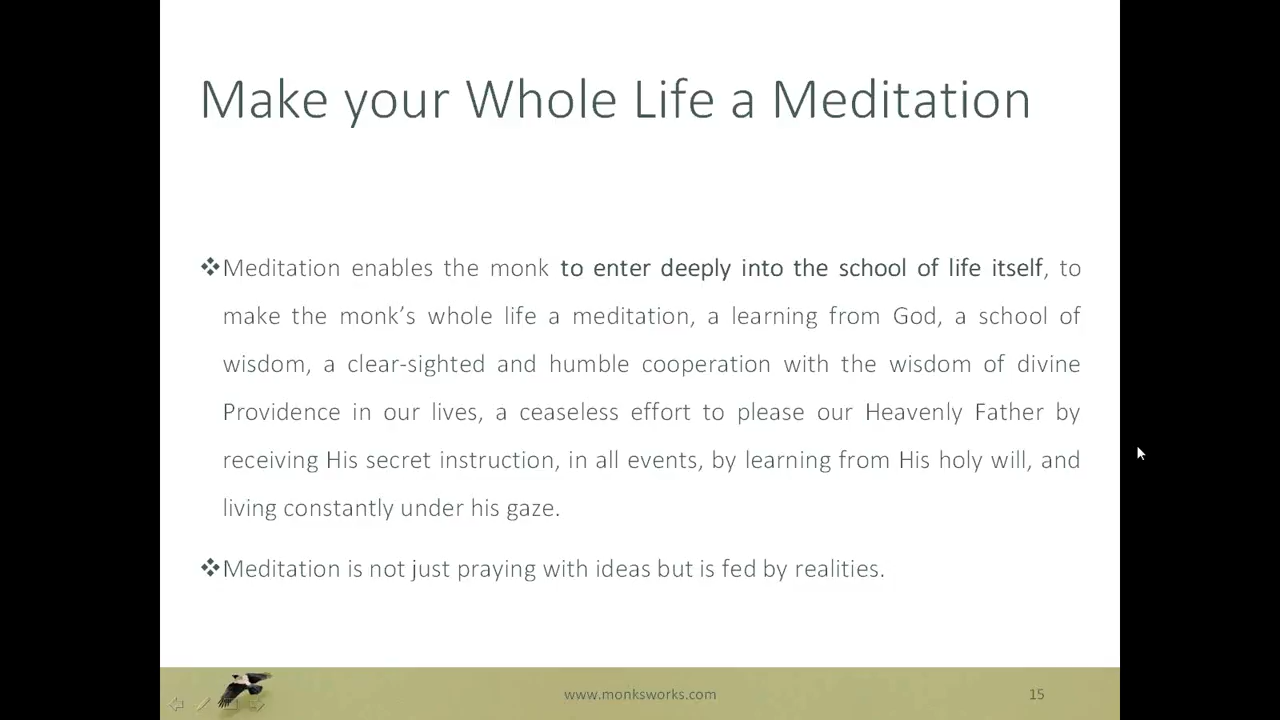 Make your Whole Life a Meditation
❖Meditation enables the monk to enter deeply into the school of life itself, to
make the monk’s whole life a meditation, a learning from God, a school of
wisdom, a clear-sighted and humble cooperation with the wisdom of divine
Providence in our lives, a ceaseless effort to please our Heavenly Father by
receiving His secret instruction, in all events, by learning from His holy will, and
living constantly under his gaze.
❖Meditation is not just praying with ideas but is fed by realities.
www.monksworks.com
15